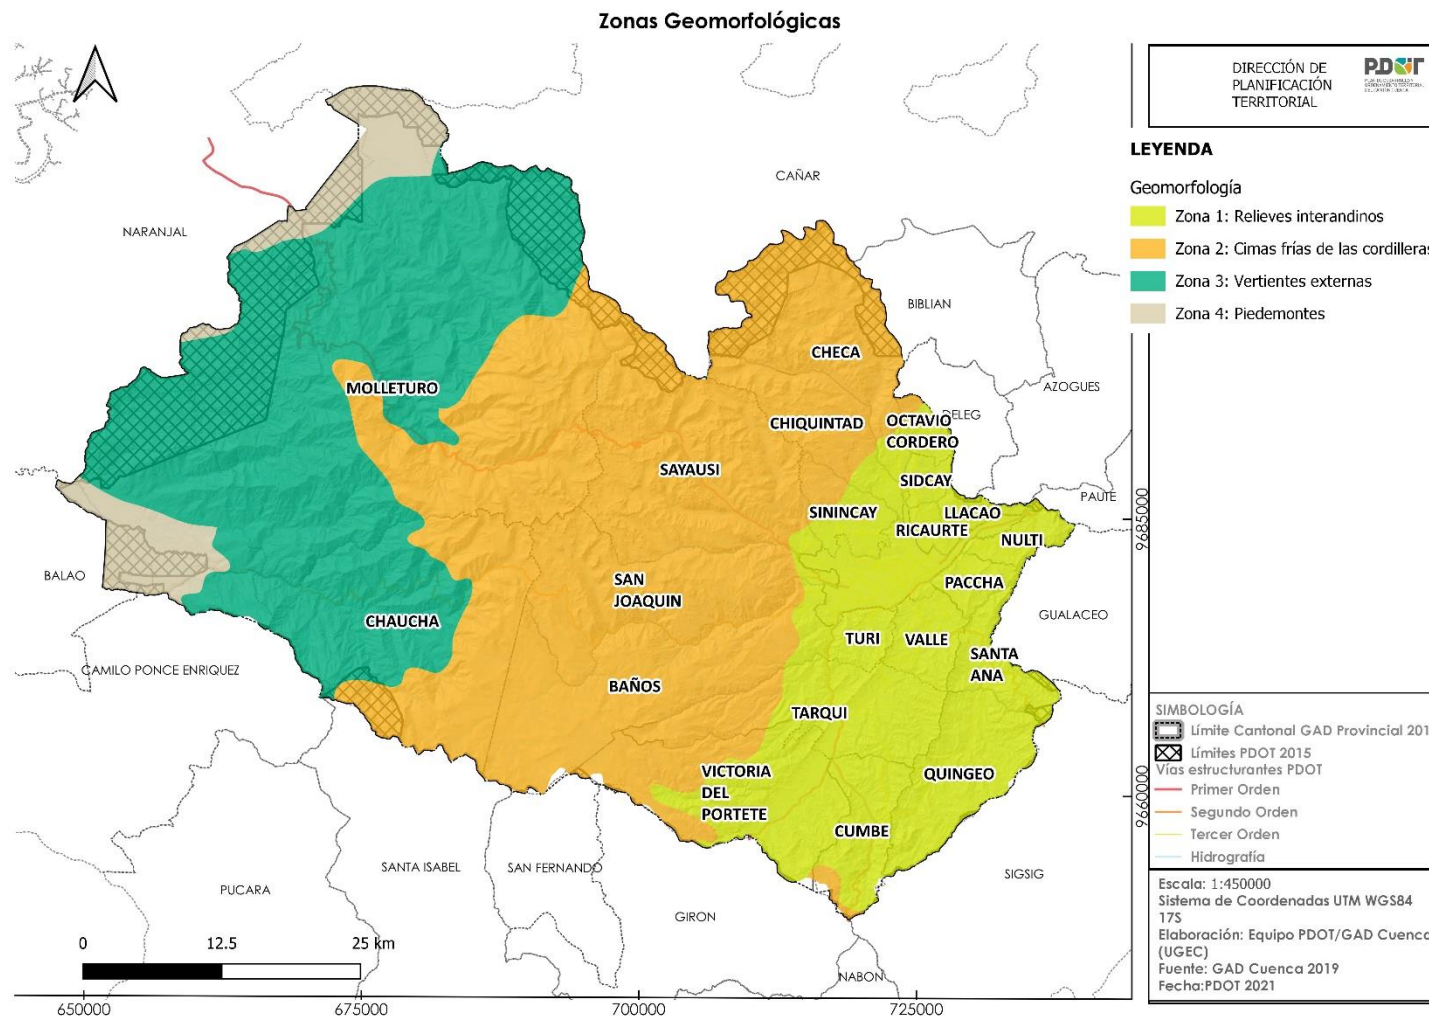 Zonas Geomorfológicas
DIRECCIÓN DE
PLANIFICACIÓN
TERRITORIAL
PDOT
LEYENDA
Geomorfología
Zona 1: Relieves interandinos
Zona 2: Cimas frías de las cordilleras
Zona 3: Vertientes externas
Zona 4: Piedemontes
CAÑAR
NARANJAL
BIBLIAN
CHECA
AZOGUES
MOLLETURO
CHIQUINTAD
OCTAVIO
CORDERO
DELEG
SAYAUSI
SIDCAY
PAUTE
SININCAY
LLACAO
RICAURTE
NULTI
9685000
BALAO
SAN
JOAQUIN
PACCHA
CHAUCHA
GUALACEO
TURI
VALLE
SANTA
ANA
CAMILO PONCE ENRIQUEZ
BAÑOS
TARQUI
VICTORIA
DEL
PORTETE
QUINGEO
CUMBE
9660000
SANTA ISABEL
SAN FERNANDO
SIGSIG
PUCARA
GIRON
NABON
0 12.5 25 km
650000 675000 700000 725000
SIMBOLOGÍA
Límite Cantonal GAD Provincial 201
Límites PDOT 2015
Vías estructurantes PDOT
Primer Orden
Segundo Orden
Tercer Orden
Hidrografía
Escala: 1:450000
Sistema de Coordenadas UTM WGS84
17S
Elaboración: Equipo PDOT/GAD Cuenca
(UGEC)
Fuente: GAD Cuenca 2019
Fecha:PDOT 2021